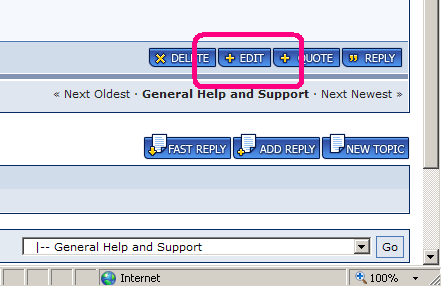 DELETE EDIT QUOTE REPLY
« Next Oldest · General Help and Support · Next Newest »
FAST REPLY ADD REPLY NEW TOPIC
|-- General Help and Support Go
Internet 100%